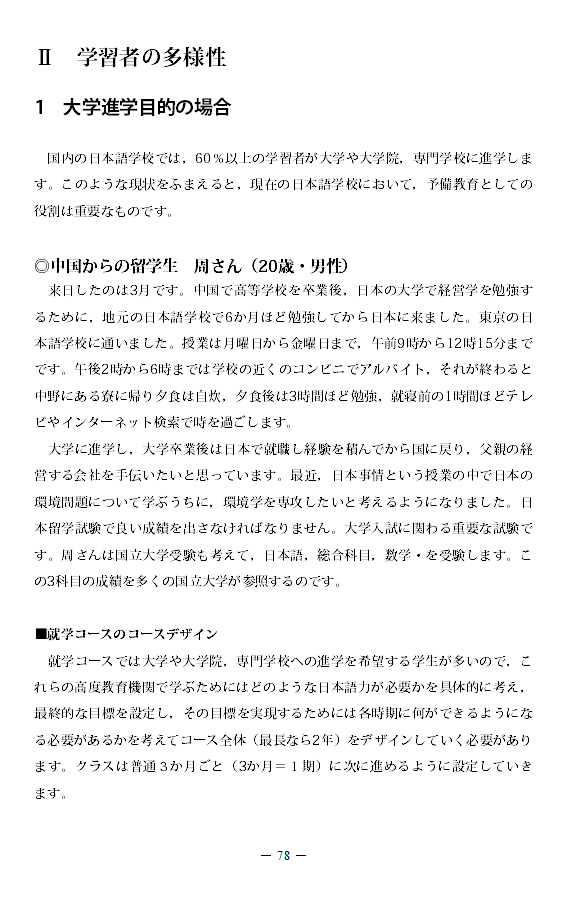 Ⅱ　学習者の多様性
1　大学進学目的の場合
国内の日本語学校では，60％以上の学習者が大学や大学院，専門学校に進学しま
す。このような現状をふまえると，現在の日本語学校において，予備教育としての
役割は重要なものです。
◎中国からの留学生　周さん（20歳・男性）
来日したのは3月です。中国で高等学校を卒業後，日本の大学で経営学を勉強す
るために，地元の日本語学校で6か月ほど勉強してから日本に来ました。東京の日
本語学校に通いました。授業は月曜日から金曜日まで，午前9時から12時15分まで
です。午後2時から6時までは学校の近くのコンビニでアルバイト，それが終わると
中野にある寮に帰り夕食は自炊，夕食後は3時間ほど勉強，就寝前の1時間ほどテレ
ビやインターネット検索で時を過ごします。
大学に進学し，大学卒業後は日本で就職し経験を積んでから国に戻り，父親の経
営する会社を手伝いたいと思っています。最近，日本事情という授業の中で日本の
環境問題について学ぶうちに，環境学を専攻したいと考えるようになりました。日
本留学試験で良い成績を出さなければなりません。大学入試に関わる重要な試験で
す。周さんは国立大学受験も考えて，日本語，総合科目，数学・を受験します。こ
の3科目の成績を多くの国立大学が参照するのです。
■就学コースのコースデザイン
就学コースでは大学や大学院，専門学校への進学を希望する学生が多いので，こ
れらの高度教育機関で学ぶためにはどのような日本語力が必要かを具体的に考え，
最終的な目標を設定し，その目標を実現するためには各時期に何ができるようにな
る必要があるかを考えてコース全体（最長なら2年）をデザインしていく必要があり
ます。クラスは普通３か月ごと（3か月＝１期）に次に進めるように設定していき
ます。
― 78 ―